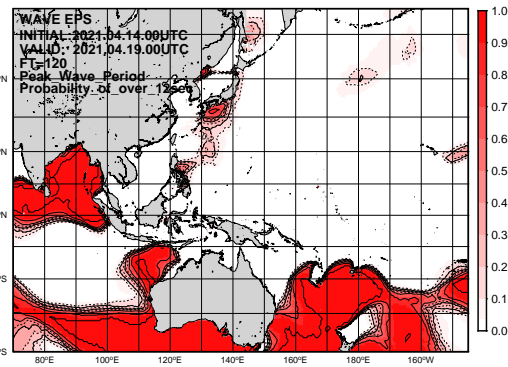 WAVE EPS
INITIAL:2021.04.14.00UTC
VALID: 2021.04.19.00UTC
FT=120
Peak Wave Period
Probability of over 12sec
1.0
0.9
0.8
0.7
0.6
0.5
0.4
0.3
0.2
0.1
0.0
80°E 100°E 120°E 140°E 160°E 180°E 160°W